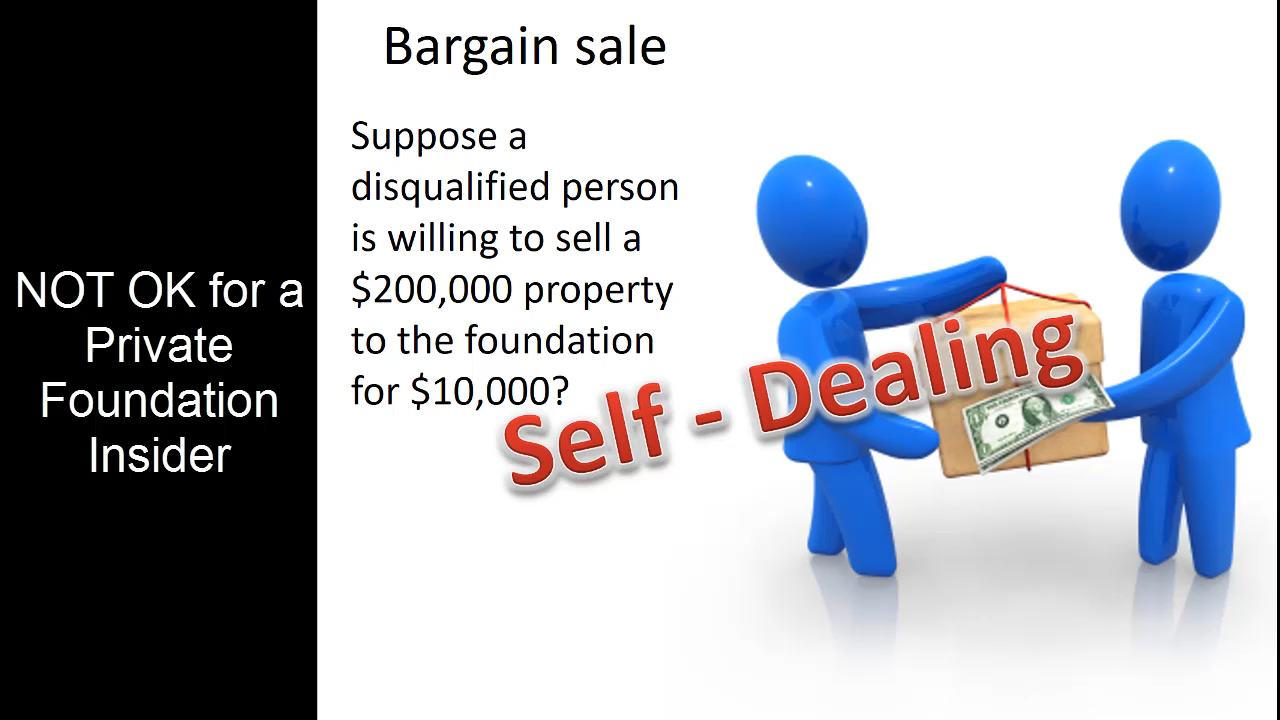 NOT OK for a
Private
Foundation
Insider
Bargain sale
Suppose a
disqualified person
is willing to sell a
$200,000 property
to the foundation
for $10,000?
Self - Dealing